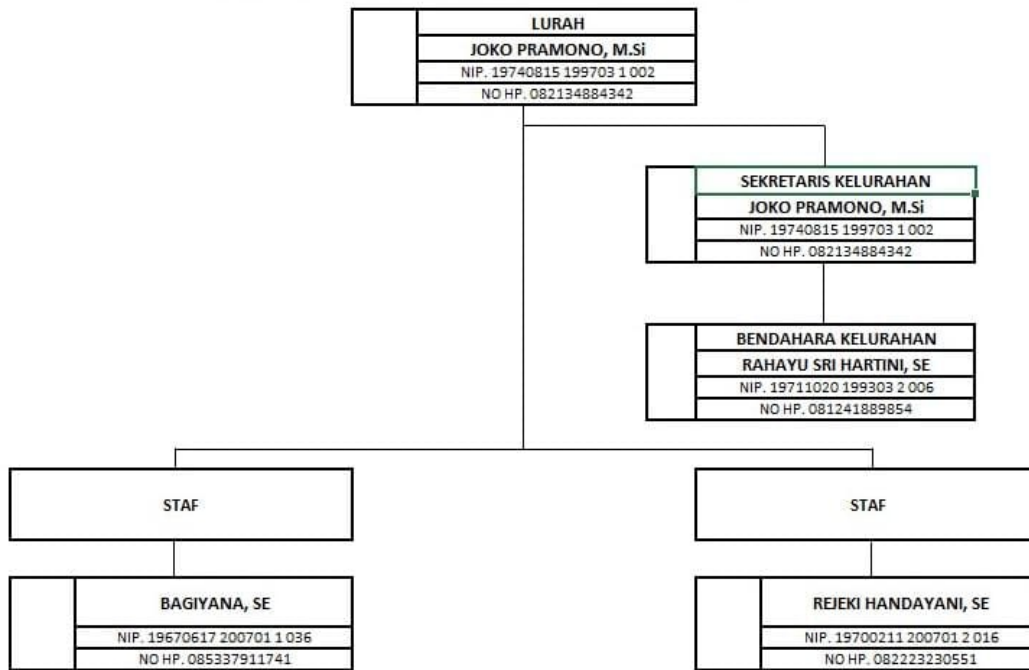 LURAH
JOKO PRAMONO, M.Si
NIP. 19740815 199703 1 002
NO HP. 082134884342
SEKRETARIS KELURAHAN
JOKO PRAMONO, M.Si
NIP. 19740815 199703 1 002
NO HP. 082134884342
BENDAHARA KELURAHAN
RAHAYU SRI HARTINI, SE
NIP. 19711020 199303 2 006
NO HP. 081241889854
STAF
STAF
BAGIYANA, SE
NIP. 19670617 200701 1 036
NO HP. 085337911741
REJEKI HANDAYANI, SE
NIP. 19700211 200701 2 016
NO HP. 082223230551